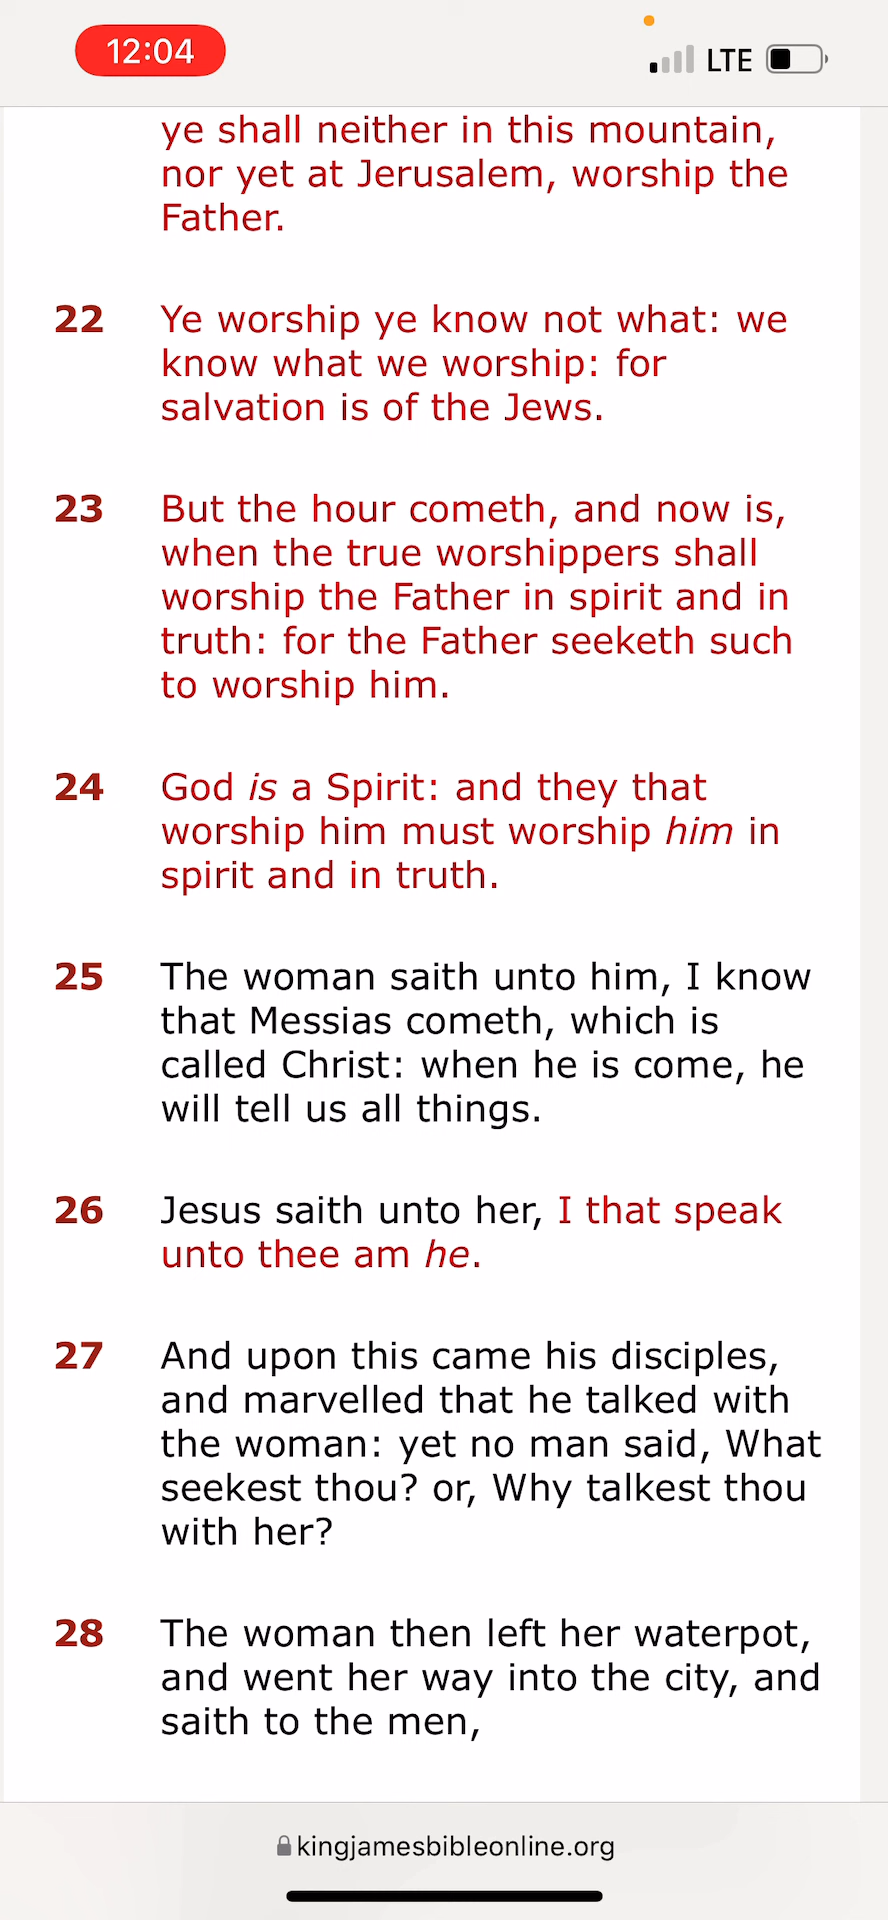 12:04
LTE
ye shall neither in this mountain,
nor yet at Jerusalem, worship the
Father.
22 Ye worship ye know not what: we
know what we worship: for
salvation is of the Jews.
23 But the hour cometh, and now is,
when the true worshippers shall
worship the Father in spirit and in
truth: for the Father seeketh such
to worship him.
24 God is a Spirit: and they that
worship him must worship him in
spirit and in truth.
25 The woman saith unto him, I know
that Messias cometh, which is
called Christ: when he is come, he
will tell us all things.
26 Jesus saith unto her, I that speak
unto thee am he.
27 And upon this came his disciples,
and marvelled that he talked with
the woman: yet no man said, What
seekest thou? or, Why talkest thou
with her?
28 The woman then left her waterpot,
and went her way into the city, and
saith to the men,
kingjamesbibleonline.org